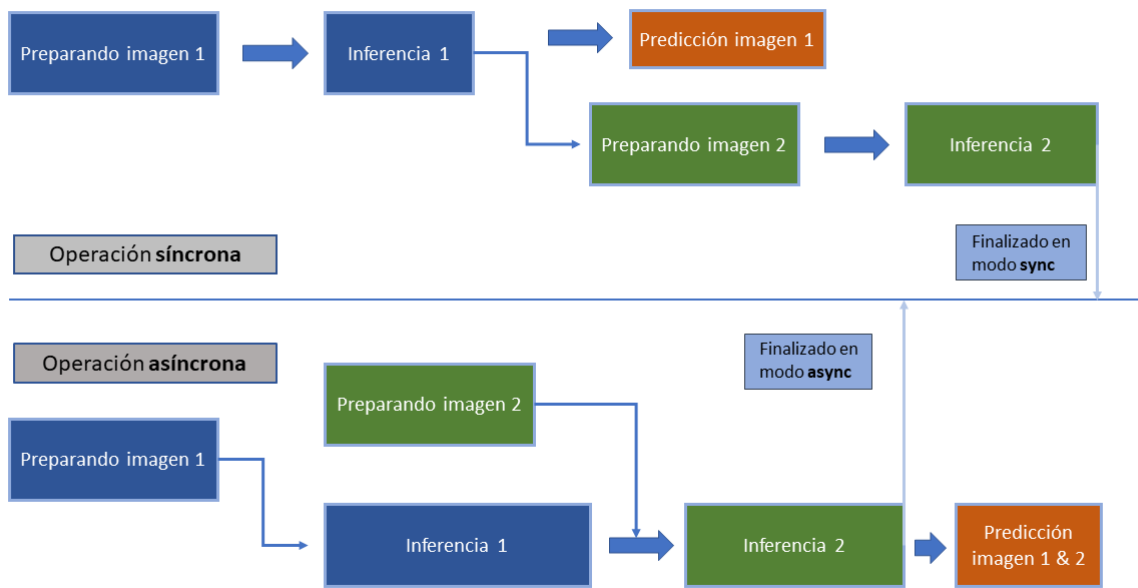 Preparando imagen 1
Inferencia 1
Predicción imagen 1
Preparando imagen 2
Inferencia 2
Operación síncrona
Finalizado en
modo sync
Operación asíncrona
Finalizado en
modo async
Preparando imagen 2
Preparando imagen 1
Inferencia 1
Inferencia 2
Predicción
imagen 1 & 2